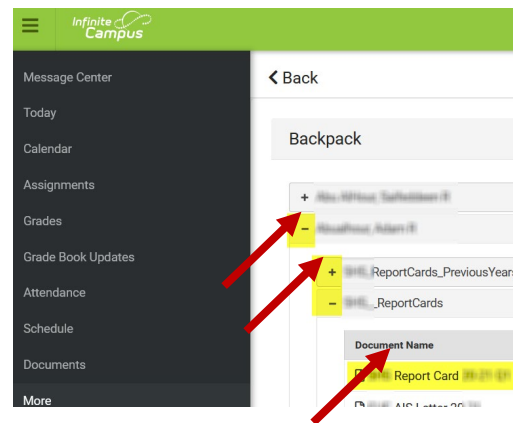 Infinite
Campus
Message Center
Today
Calendar
Assignments
Grades
Grade Book Updates
Attendance
Schedule
Documents
More
Back
Backpack
+
-
+ ReportCards_PreviousYears
- _ReportCards
Document Name
Report Card
AIS Letter 20